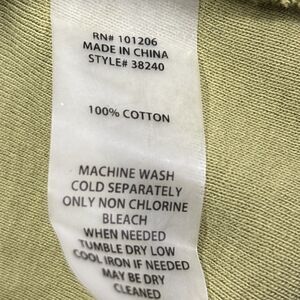 RN# 101206
MADE IN CHINA
STYLE# 38240
100% COTTON
MACHINE WASH
COLD SEPARATELY
ONLY NON CHLORINE
BLEACH
WHEN NEEDED
TUMBLE DRY LOW
COOL IRON IF NEEDED
MAY BE DRY
CLEANED